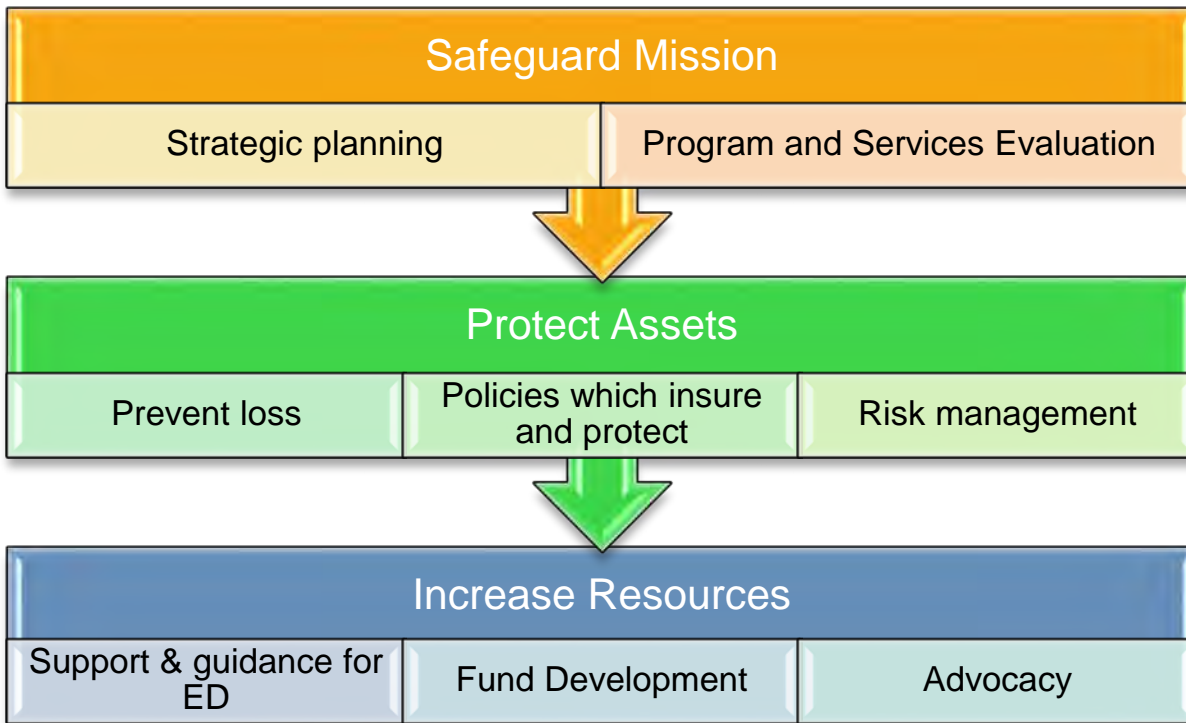 Safeguard Mission
Strategic planning
Program and Services Evaluation
Protect Assets
Prevent loss
Policies which insure
and protect
Risk management
Increase Resources
Support & guidance for
ED
Fund Development
Advocacy